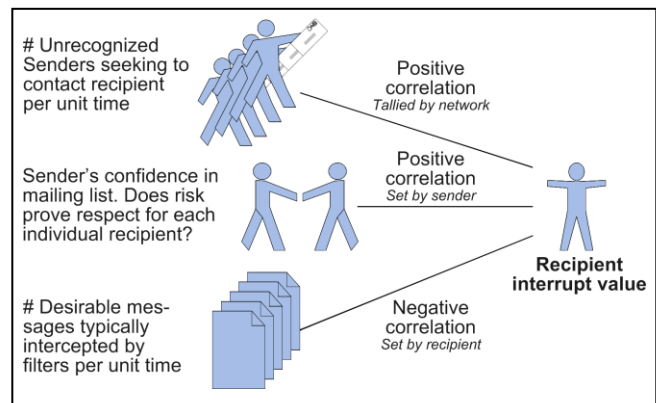 # Unrecognized
Senders seeking to
contact recipient
per unit time
Positive
correlation
Tallied by network
Sender's confidence in
mailing list. Does risk
prove respect for each
individual recipient?
Positive
correlation
Set by sender
Recipient
interrupt value
# Desirable mes-
sages typically
intercepted by
filters per unit time
Negative
correlation
Set by recipient